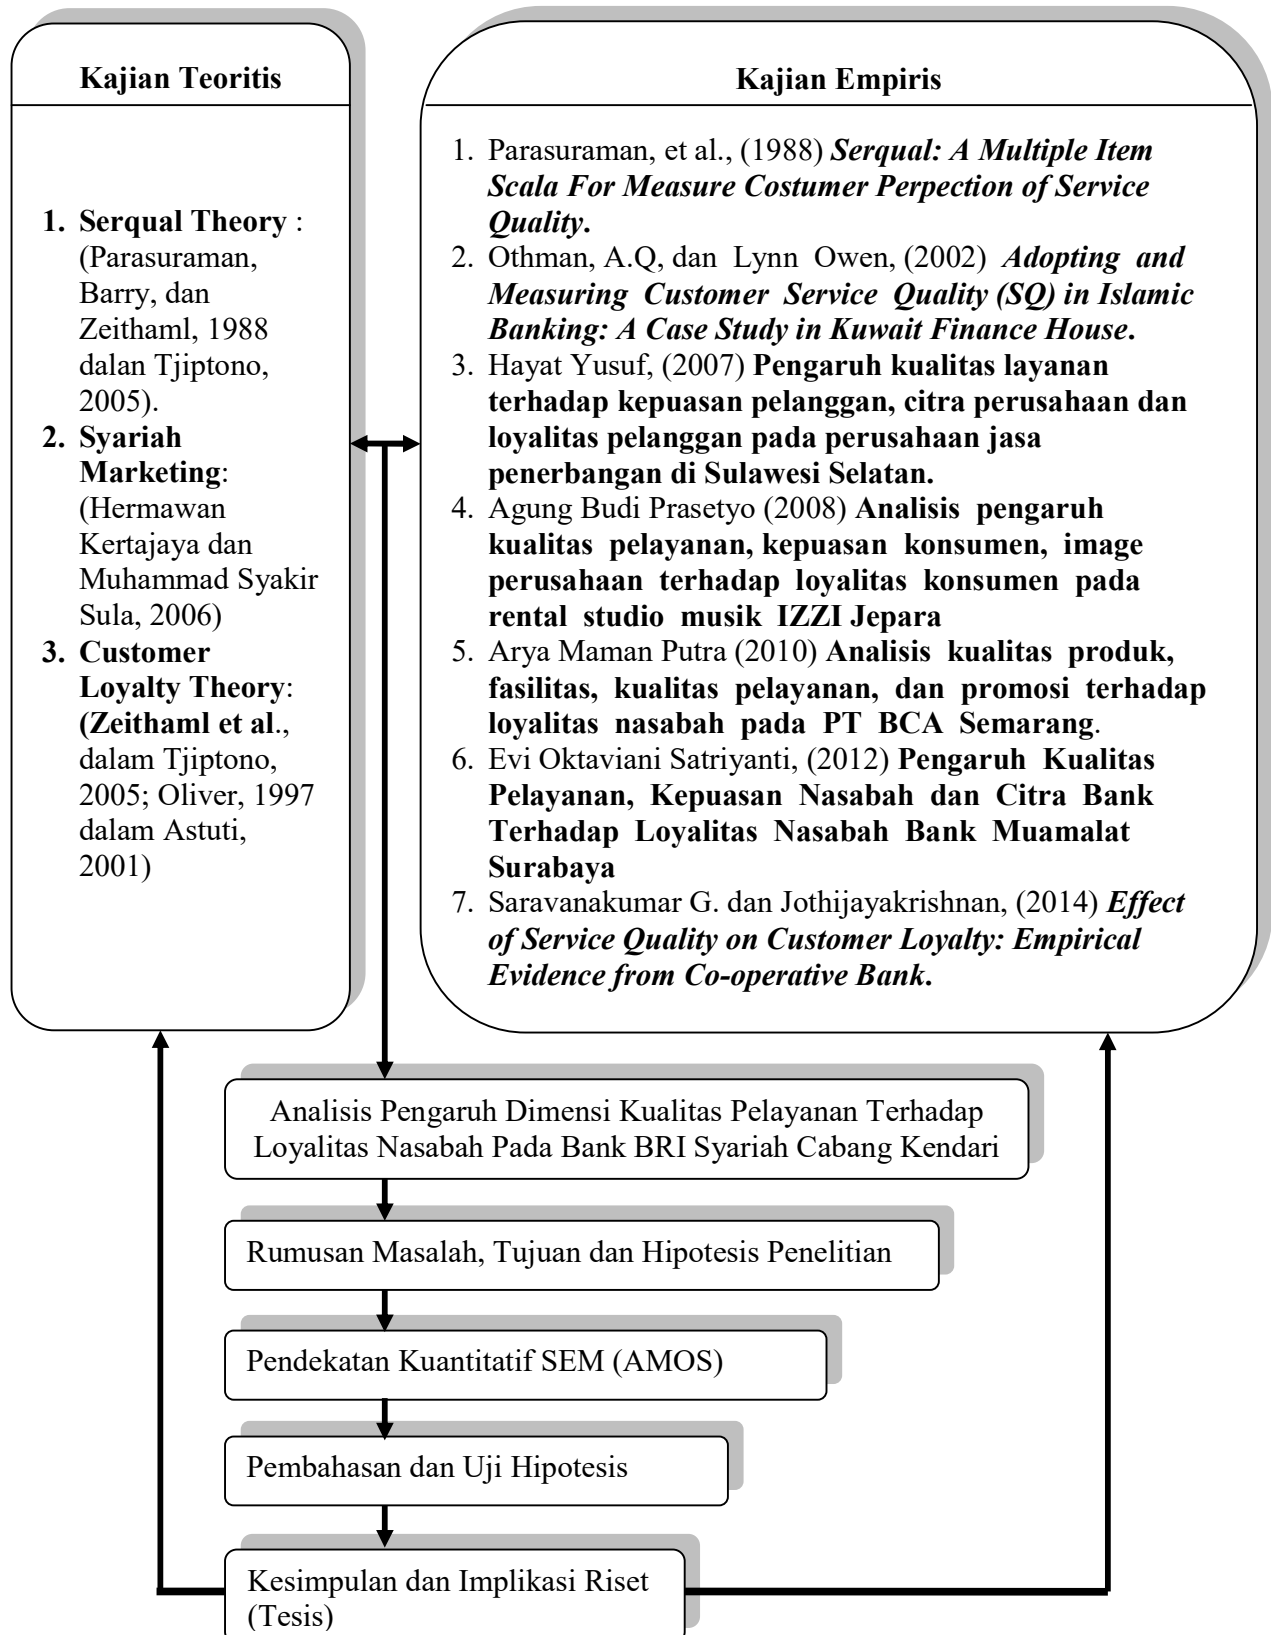 Kajian Teoritis
1. Serqual Theory :
(Parasuraman,
Barry, dan
Zeithaml, 1988
dalan Tjiptono,
2005).
2. Syariah
Marketing:
(Hermawan
Kertajaya dan
Muhammad Syakir
Sula, 2006)
3. Customer
Loyalty Theory:
(Zeithaml et al.,
dalam Tjiptono,
2005; Oliver, 1997
dalam Astuti,
2001)
Kajian Empiris
1. Parasuraman, et al., (1988) Serqual: A Multiple Item
Scala For Measure Costumer Perpection of Service
Quality.
2. Othman, A.Q, dan Lynn Owen, (2002) Adopting and
Measuring Customer Service Quality (SQ) in Islamic
Banking: A Case Study in Kuwait Finance House.
3. Hayat Yusuf, (2007) Pengaruh kualitas layanan
terhadap kepuasan pelanggan, citra perusahaan dan
loyalitas pelanggan pada perusahaan jasa
penerbangan di Sulawesi Selatan.
4. Agung Budi Prasetyo (2008) Analisis pengaruh
kualitas pelayanan, kepuasan konsumen, image
perusahaan terhadap loyalitas konsumen pada
rental studio musik IZZI Jepara
5. Arya Maman Putra (2010) Analisis kualitas produk,
fasilitas, kualitas pelayanan, dan promosi terhadap
loyalitas nasabah pada PT BCA Semarang.
6. Evi Oktaviani Satriyanti, (2012) Pengaruh Kualitas
Pelayanan, Kepuasan Nasabah dan Citra Bank
Terhadap Loyalitas Nasabah Bank Muamalat
Surabaya
7. Saravanakumar G. dan Jothijayakrishnan, (2014) Effect
of Service Quality on Customer Loyalty: Empirical
Evidence from Co-operative Bank.
Analisis Pengaruh Dimensi Kualitas Pelayanan Terhadap
Loyalitas Nasabah Pada Bank BRI Syariah Cabang Kendari
Rumusan Masalah, Tujuan dan Hipotesis Penelitian
Pendekatan Kuantitatif SEM (AMOS)
Pembahasan dan Uji Hipotesis
Kesimpulan dan Implikasi Riset
(Tesis)